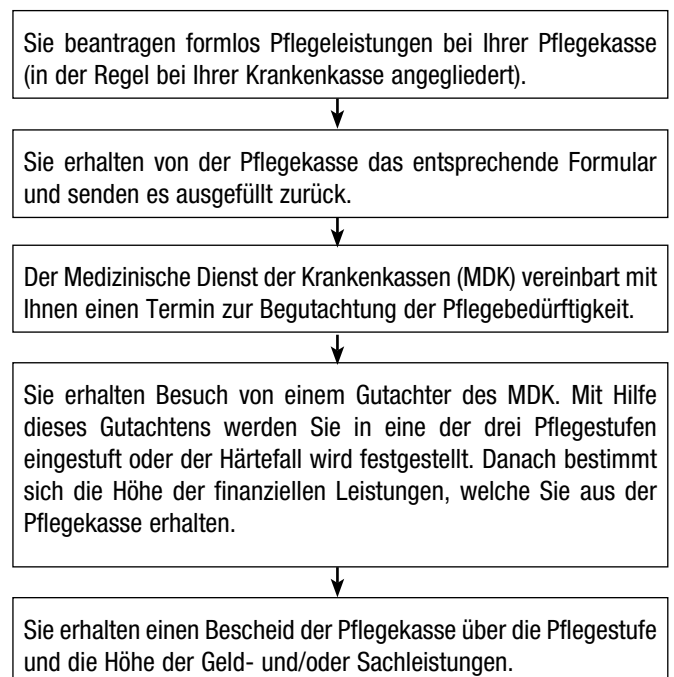 Sie beantragen formlos Pflegeleistungen bei Ihrer Pflegekasse
(in der Regel bei Ihrer Krankenkasse angegliedert).
Sie erhalten von der Pflegekasse das entsprechende Formular
und senden es ausgefüllt zurück.
Der Medizinische Dienst der Krankenkassen (MDK) vereinbart mit
Ihnen einen Termin zur Begutachtung der Pflegebedürftigkeit.
Sie erhalten Besuch von einem Gutachter des MDK. Mit Hilfe
dieses Gutachtens werden Sie in eine der drei Pflegestufen
eingestuft oder der Härtefall wird festgestellt. Danach bestimmt
sich die Höhe der finanziellen Leistungen, welche Sie aus der
Pflegekasse erhalten.
Sie erhalten einen Bescheid der Pflegekasse über die Pflegestufe
und die Höhe der Geld- und/oder Sachleistungen.